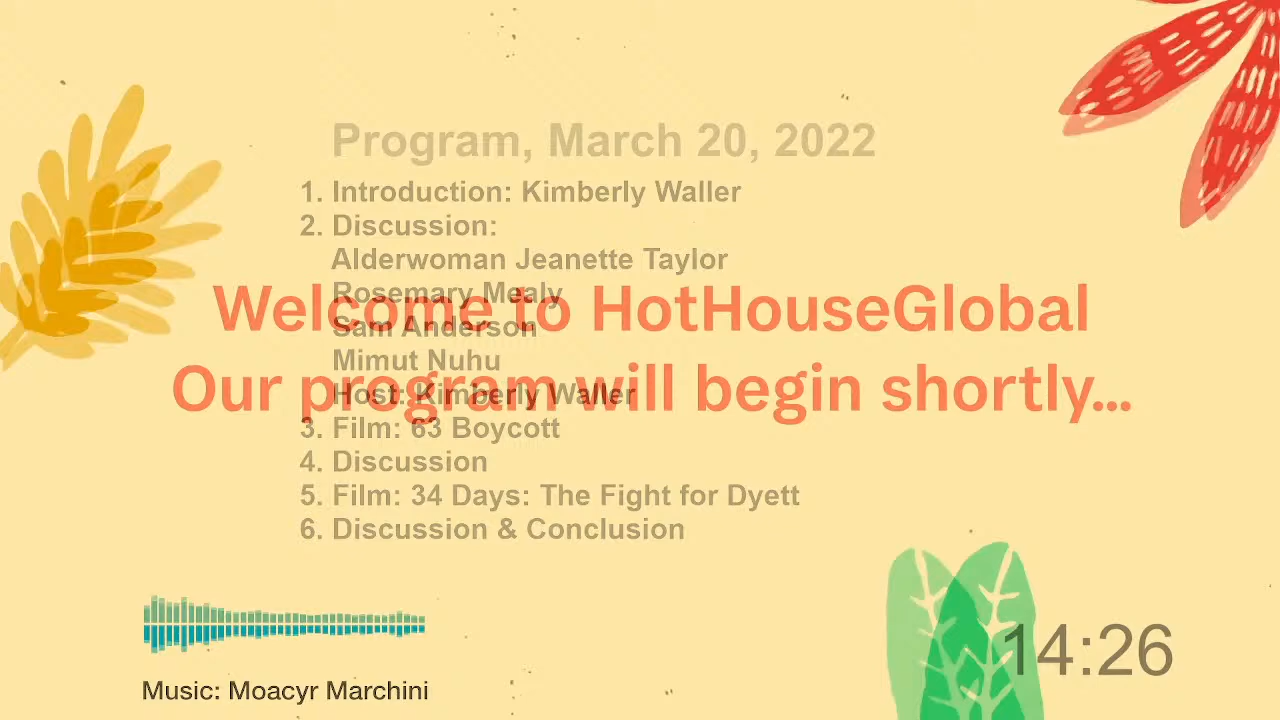 Program, March 20, 2022
1. Introduction: Kimberly Waller
2. Discussion:
Alderwoman Jeanette Taylor
Rosemary Mealy
Sam Anderson
Mimut Nuhu
Host: Kimberly Waller
3. Film: 63 Boycott
4. Discussion
5. Film: 34 Days: The Fight for Dyett
6. Discussion & Conclusion
Welcome to HotHouseGlobal
Our program will begin shortly...
14:26
Music: Moacyr Marchini